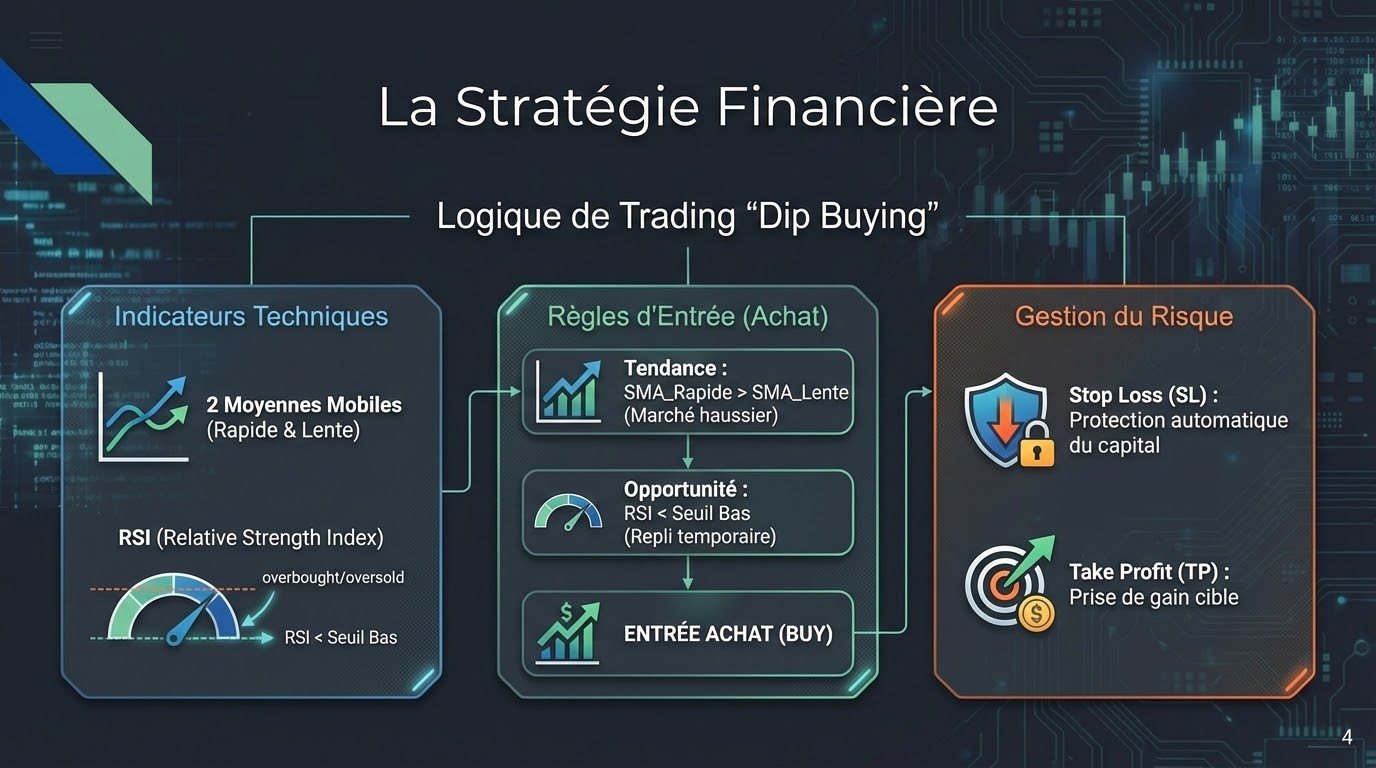 La Stratégie Financière
Logique de Trading “Dip Buying”
Indicateurs Techniques
2 Moyennes Mobiles
(Rapide & Lente)
RSI (Relative Strength Index)
overbought/oversold
RSI < Seuil Bas
Règles d'Entrée (Achat)
Tendance :
SMA_Rapide > SMA_Lente
(Marché haussier)
Opportunité :
RSI < Seuil Bas
(Repli temporaire)
$
ENTRÉE ACHAT (BUY)
Gestion du Risque
Stop Loss (SL) :
Protection automatique
du capital
Take Profit (TP) :
Prise de gain cible
$
4